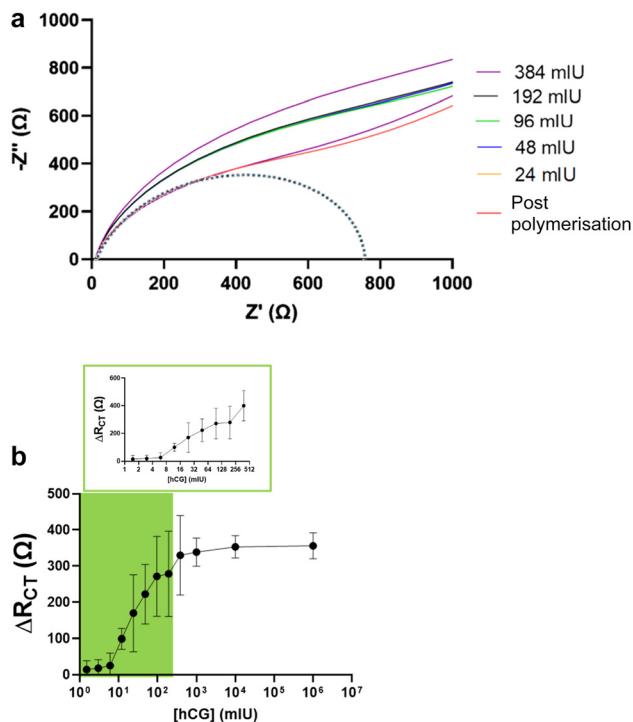 a
1000
800
600
400
200
0
-Z'' (Ω)
0 200 400 600 800 1000
Z' (Ω)
384 mIU
192 mIU
96 mIU
48 mIU
24 mIU
Post
polymerisation
600
400
200
0
ΔR_CT (Ω)
1 2 4 8 16 32 64 128 256 512
[hCG] (mIU)
b
500
400
300
200
100
0
ΔR_CT (Ω)
10⁰ 10¹ 10² 10³ 10⁴ 10⁵ 10⁶ 10⁷
[hCG] (mIU)